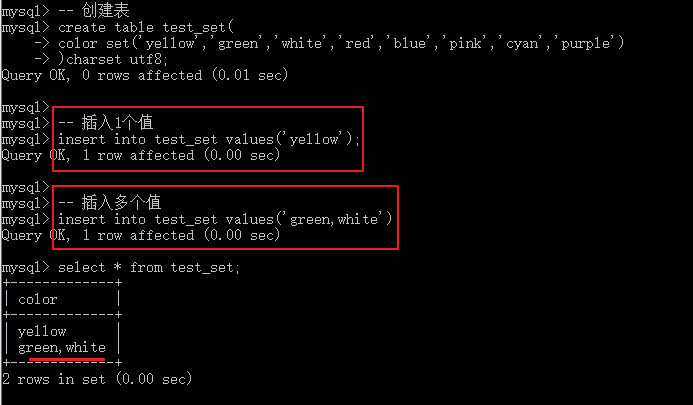 mysql> -- 创建表
mysql> create table test_set(
    -> color set('yellow','green','white','red','blue','pink','cyan','purple')
    -> )charset utf8;
Query OK, 0 rows affected (0.01 sec)
mysql>
mysql> -- 插入1个值
mysql> insert into test_set values('yellow');
Query OK, 1 row affected (0.00 sec)
mysql>
mysql> -- 插入多个值
mysql> insert into test_set values('green,white')
Query OK, 1 row affected (0.00 sec)
mysql> select * from test_set;
+-------------+
| color       |
+-------------+
| yellow      |
| green,white |
+-------------+
2 rows in set (0.00 sec)